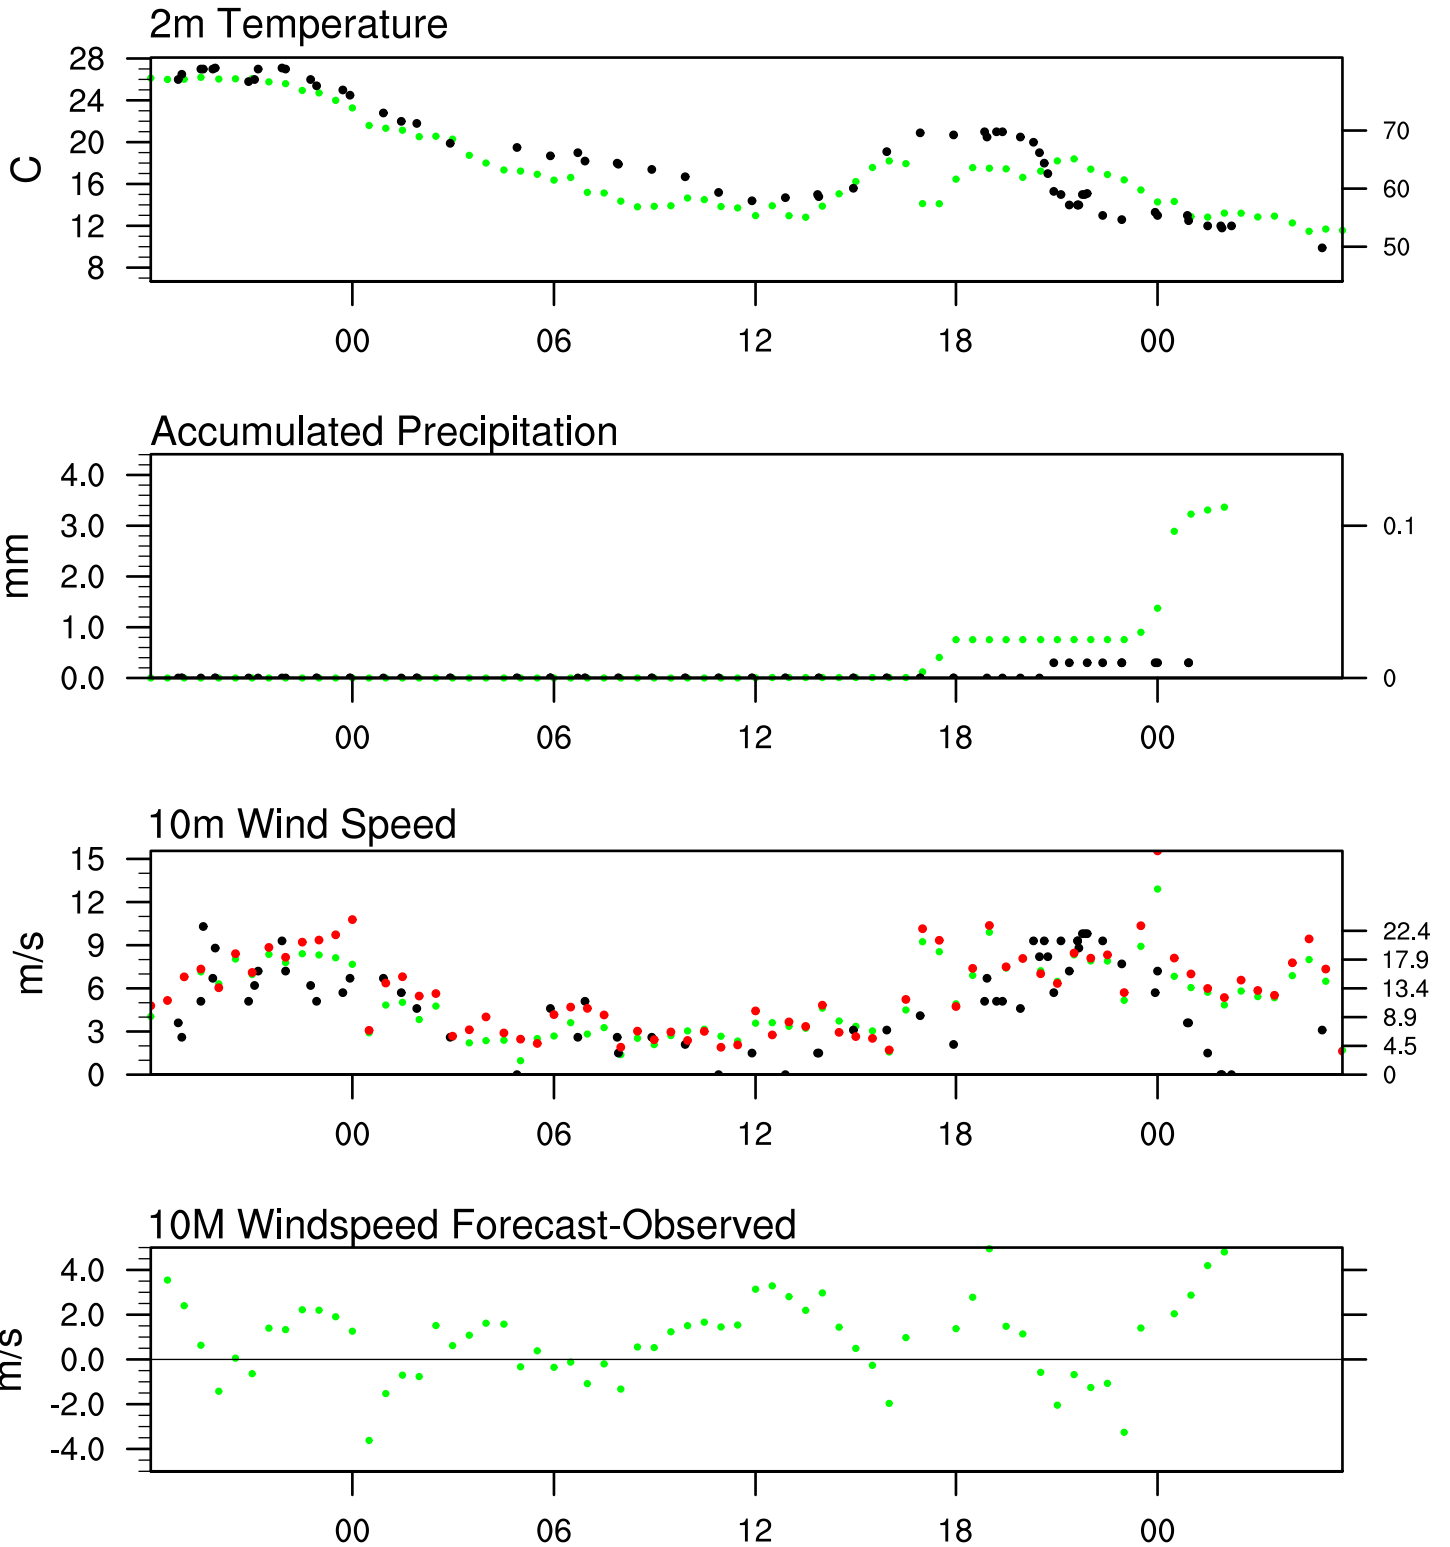 2m Temperature
28
24
20
16
12
8
C
70
60
50
00 06 12 18 00
Accumulated Precipitation
4.0
3.0
2.0
1.0
0.0
mm
0.1
0
00 06 12 18 00
10m Wind Speed
15
12
9
6
3
0
m/s
22.4
17.9
13.4
8.9
4.5
0
00 06 12 18 00
10M Windspeed Forecast-Observed
4.0
2.0
0.0
-2.0
-4.0
m/s
00 06 12 18 00